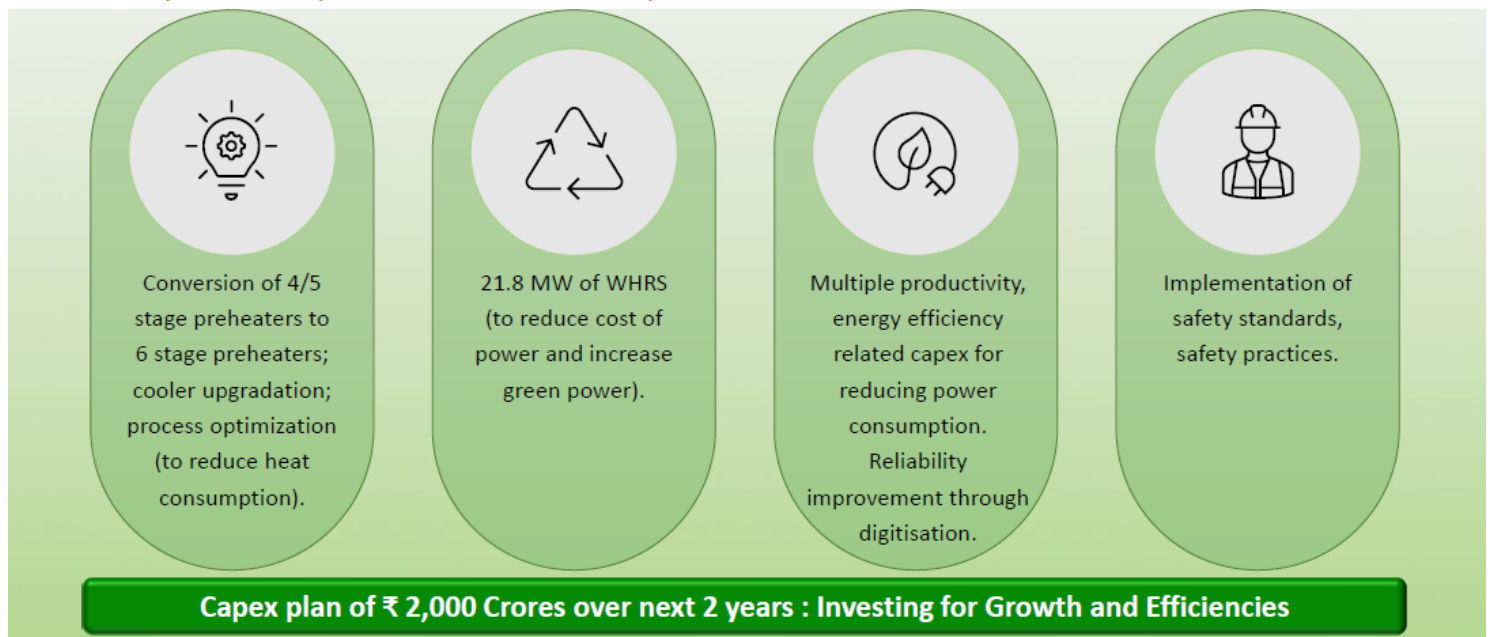 Conversion of 4/5
stage preheaters to
6 stage preheaters;
cooler upgradation;
process optimization
(to reduce heat
consumption).
21.8 MW of WHRS
(to reduce cost of
power and increase
green power).
Multiple productivity,
energy efficiency
related capex for
reducing power
consumption.
Reliability
improvement through
digitisation.
Implementation of
safety standards,
safety practices.
Capex plan of ₹ 2,000 Crores over next 2 years : Investing for Growth and Efficiencies